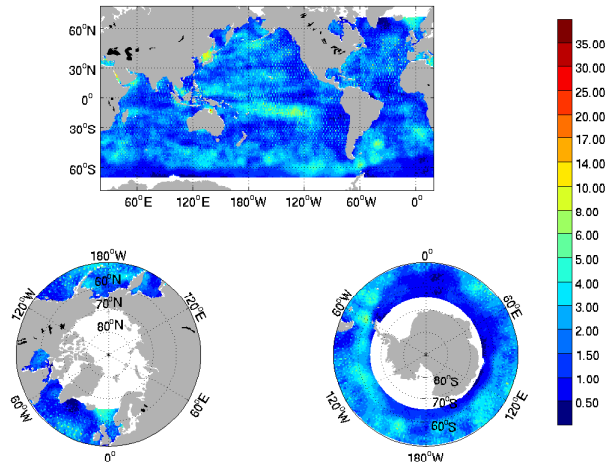 60°N
30°N
0°
30°S
60°S
60°E
120°E
180°W
120°W
60°W
0°
35.00
30.00
25.00
20.00
17.00
14.00
12.00
10.00
8.00
6.00
4.00
3.00
2.00
1.50
1.00
0.50
180°W
120°W
120°E
60°N
70°N
80°N
60°W
60°E
0°
0°
60°W
60°E
80°S
70°S
60°S
120°W
120°E
180°W